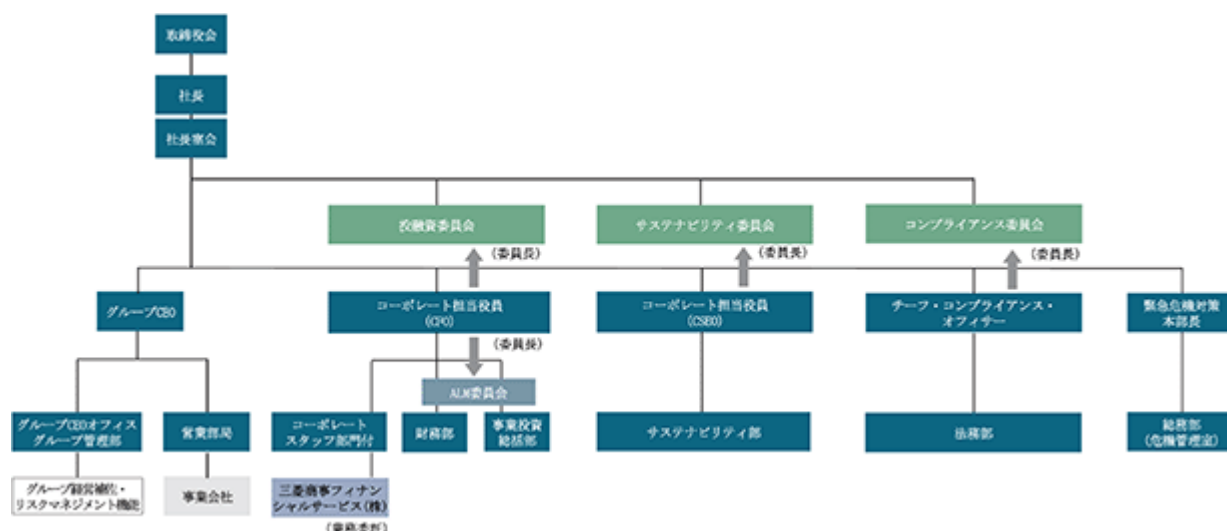 取締役会
社長
社長室会
投融資委員会
サステナビリティ委員会
コンプライアンス委員会
(委員長)
(委員長)
(委員長)
グループCEO
コーポレート担当役員
(CFO)
コーポレート担当役員
(CSEO)
チーフ・コンプライアンス・
オフィサー
緊急危機対策
本部長
(委員長)
ALM委員会
グループCEOオフィス
グループ管理部
営業部局
コーポレート
スタッフ部門付
財務部
事業投資
総括部
サステナビリティ部
法務部
総務部
(危機管理室)
グループ経営補佐・
リスクマネジメント機能
事業会社
三菱商事フィナン
シャルサービス(株)
(業務委託)